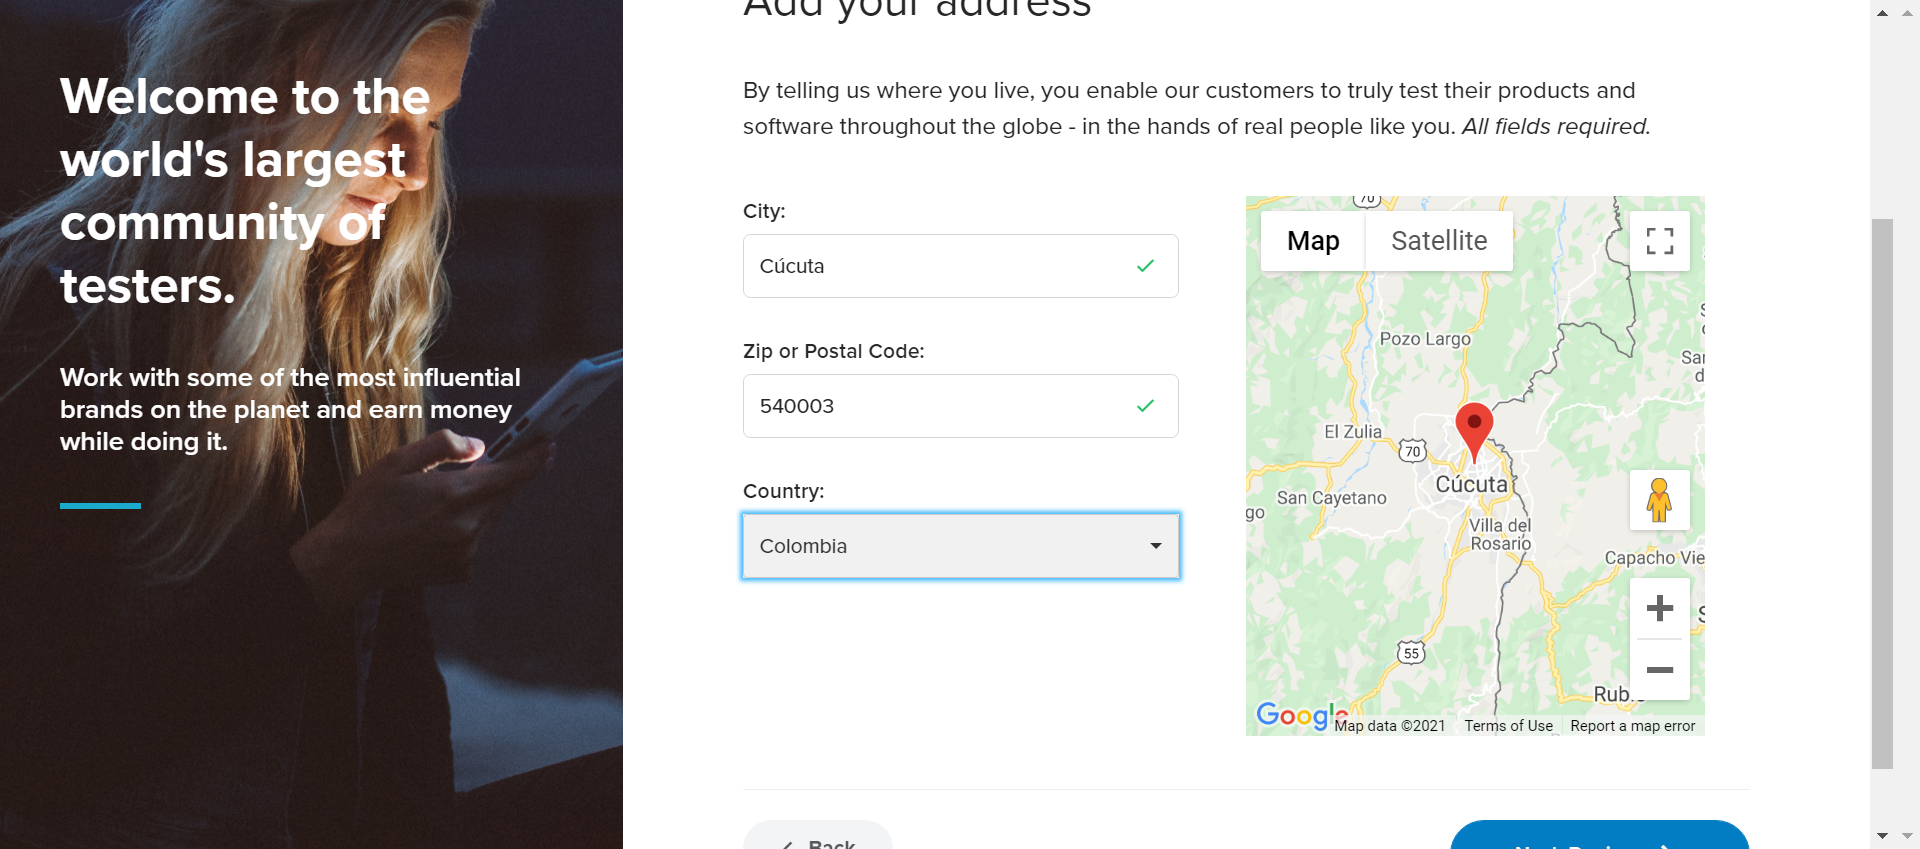 Add your address
Welcome to the
world's largest
community of
testers.
Work with some of the most influential
brands on the planet and earn money
while doing it.
By telling us where you live, you enable our customers to truly test their products and
software throughout the globe - in the hands of real people like you. All fields required.
City:
Cúcuta
Zip or Postal Code:
540003
Country:
Colombia
Map
Satellite
70
Pozo Largo
San
d
El Zulia
70
Cúcuta
San Cayetano
go
Villa del
Rosario
Capacho Vie
55
Google
Map data ©2021
Terms of Use
Report a map error
Back